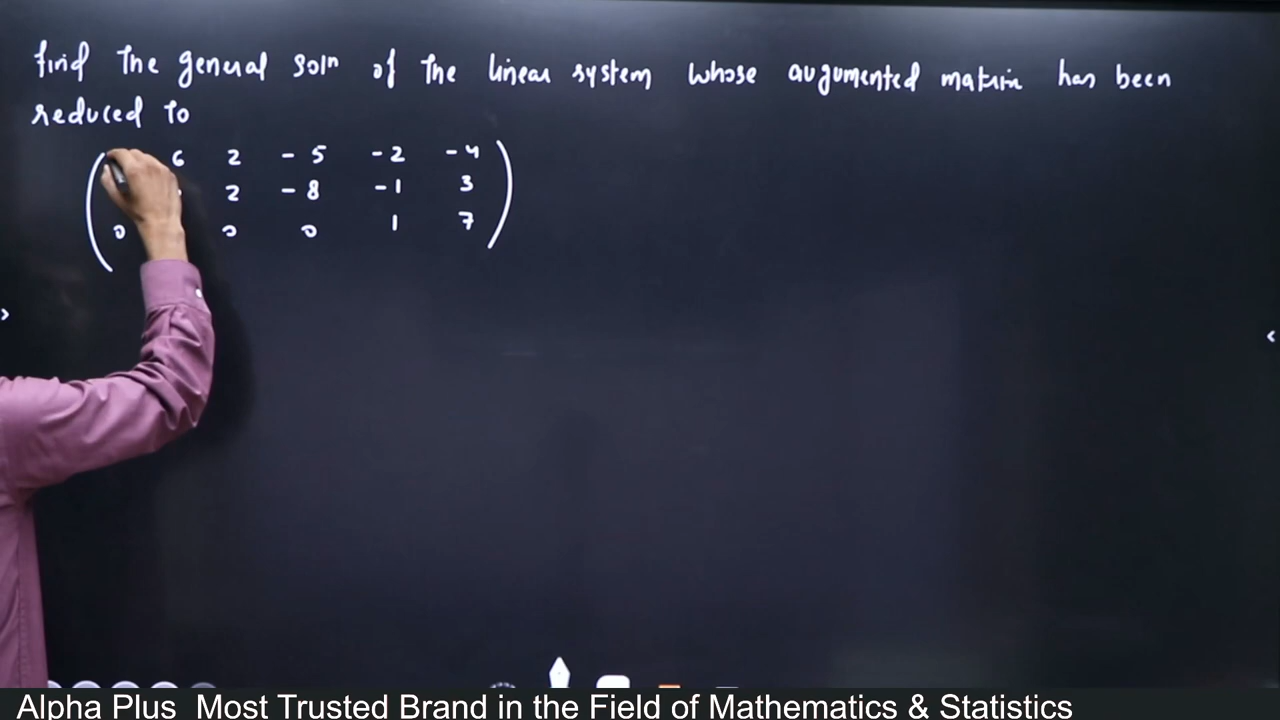 find the general soln of the linear system whose augumented matrix has been
reduced to
6 2 -5 -2 -4
2 -8 -1 3
0 0 0 1 7
Alpha Plus Most Trusted Brand in the Field of Mathematics & Statistics